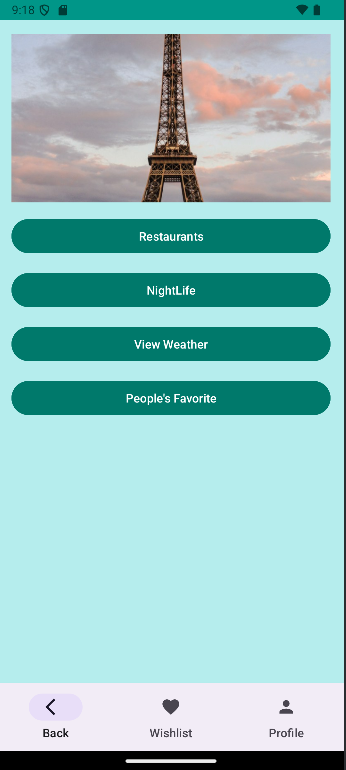 9:18
Restaurants
NightLife
View Weather
People's Favorite
Back
Wishlist
Profile